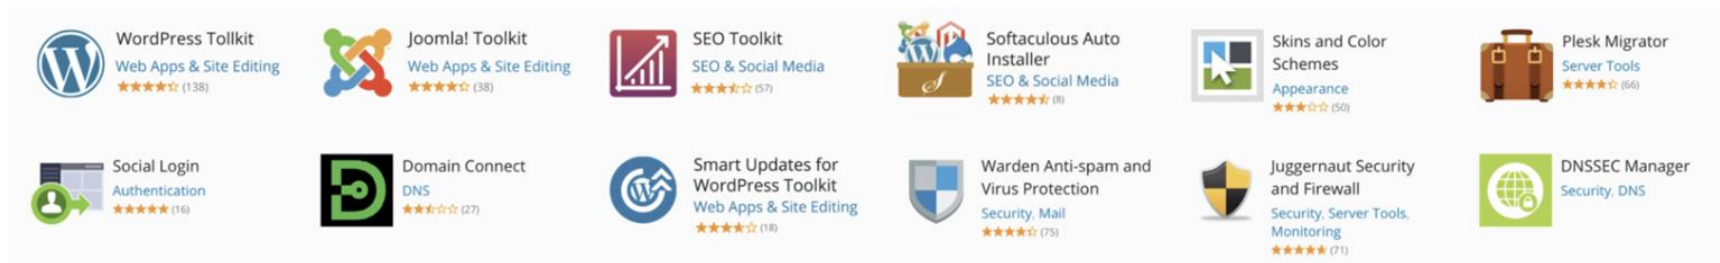 WordPress Tollkit
Web Apps & Site Editing
(138)
Joomla! Toolkit
Web Apps & Site Editing
(38)
SEO Toolkit
SEO & Social Media
(57)
Softaculous Auto
Installer
SEO & Social Media
(8)
Skins and Color
Schemes
Appearance
(50)
Plesk Migrator
Server Tools
(66)
Social Login
Authentication
(16)
Domain Connect
DNS
(27)
Smart Updates for
WordPress Toolkit
Web Apps & Site Editing
(18)
Warden Anti-spam and
Virus Protection
Security, Mail
(75)
Juggernaut Security
and Firewall
Security, Server Tools,
Monitoring
(71)
DNSSEC Manager
Security, DNS